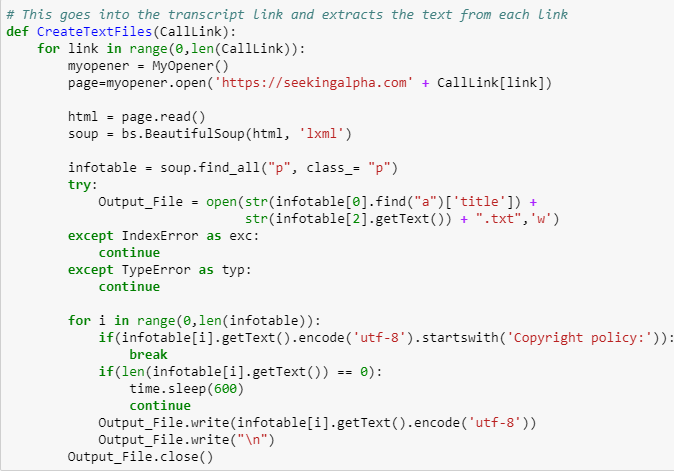 # This goes into the transcript link and extracts the text from each link
def CreateTextFiles(CallLink):
    for link in range(0,len(CallLink)):
        myopener = MyOpener()
        page=myopener.open('https://seekingalpha.com' + CallLink[link])

        html = page.read()
        soup = bs.BeautifulSoup(html, 'lxml')

        infotable = soup.find_all("p", class_= "p")
        try:
            Output_File = open(str(infotable[0].find("a")['title']) +
                               str(infotable[2].getText()) + ".txt",'w')
        except IndexError as exc:
            continue
        except TypeError as typ:
            continue

        for i in range(0,len(infotable)):
            if(infotable[i].getText().encode('utf-8').startswith('Copyright policy:')):
                break
            if(len(infotable[i].getText()) == 0):
                time.sleep(600)
                continue
            Output_File.write(infotable[i].getText().encode('utf-8'))
            Output_File.write("\n")
        Output_File.close()